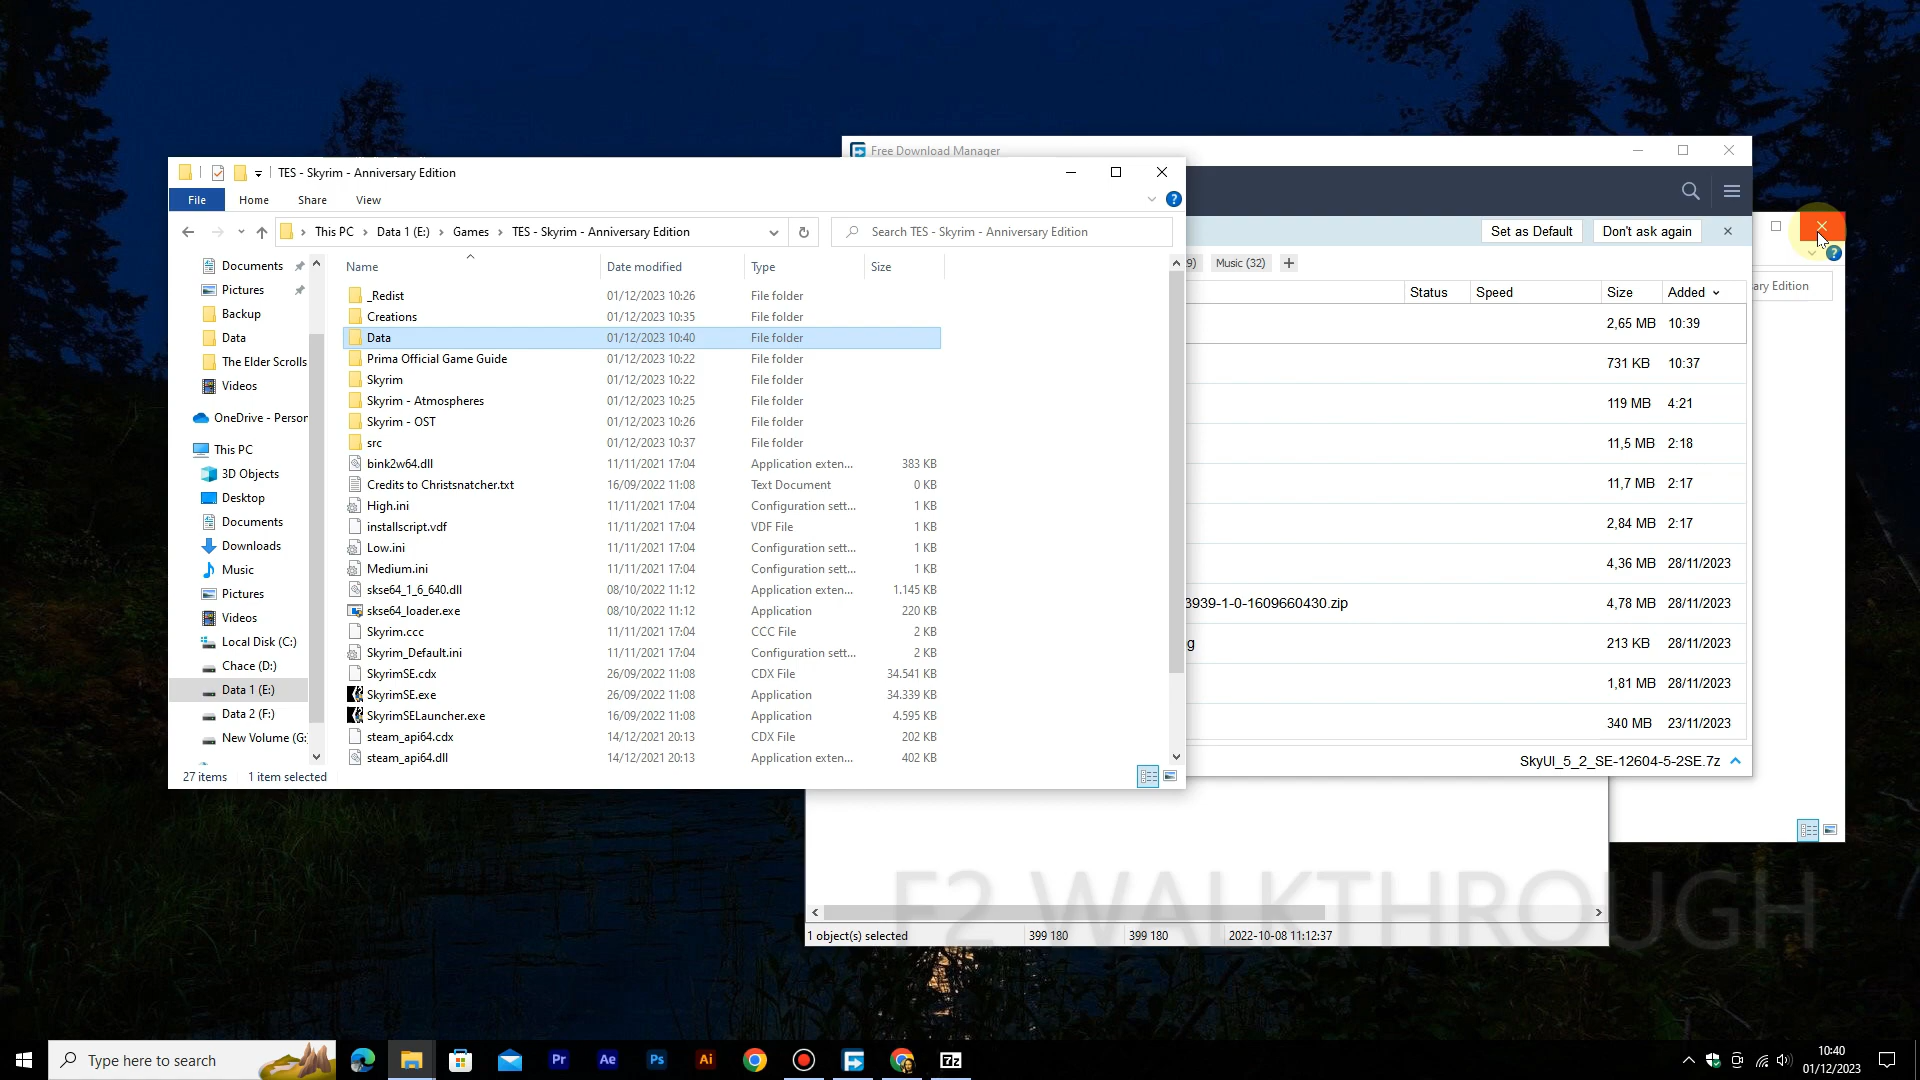 Free Download Manager
TES - Skyrim - Anniversary Edition
File Home Share View
Set as Default Don't ask again
This PC Data 1 (E:) Games TES - Skyrim - Anniversary Edition Search TES - Skyrim - Anniversary Edition
Music (32)
ary Edition
Documents
Pictures
Backup
Data
The Elder Scrolls
Videos
OneDrive - Person
This PC
3D Objects
Desktop
Documents
Downloads
Music
Pictures
Videos
Local Disk (C:)
Chace (D:)
Data 1 (E:)
Data 2 (F:)
New Volume (G:
Name Date modified Type Size
_Redist 01/12/2023 10:26 File folder
Creations 01/12/2023 10:35 File folder
Data 01/12/2023 10:40 File folder
Prima Official Game Guide 01/12/2023 10:22 File folder
Skyrim 01/12/2023 10:22 File folder
Skyrim - Atmospheres 01/12/2023 10:25 File folder
Skyrim - OST 01/12/2023 10:26 File folder
src 01/12/2023 10:37 File folder
bink2w64.dll 11/11/2021 17:04 Application exten... 383 KB
Credits to Christsnatcher.txt 16/09/2022 11:08 Text Document 0 KB
High.ini 11/11/2021 17:04 Configuration sett... 1 KB
installscript.vdf 11/11/2021 17:04 VDF File 1 KB
Low.ini 11/11/2021 17:04 Configuration sett... 1 KB
Medium.ini 11/11/2021 17:04 Configuration sett... 1 KB
skse64_1_6_640.dll 08/10/2022 11:12 Application exten... 1.145 KB
skse64_loader.exe 08/10/2022 11:12 Application 220 KB
Skyrim.ccc 11/11/2021 17:04 CCC File 2 KB
Skyrim_Default.ini 11/11/2021 17:04 Configuration sett... 2 KB
SkyrimSE.cdx 26/09/2022 11:08 CDX File 34.541 KB
SkyrimSE.exe 26/09/2022 11:08 Application 34.339 KB
SkyrimSELauncher.exe 16/09/2022 11:08 Application 4.595 KB
steam_api64.cdx 14/12/2021 20:13 CDX File 202 KB
steam_api64.dll 14/12/2021 20:13 Application exten... 402 KB
27 items 1 item selected
Status Speed Size Added
2,65 MB 10:39
731 KB 10:37
119 MB 4:21
11,5 MB 2:18
11,7 MB 2:17
2,84 MB 2:17
4,36 MB 28/11/2023
3939-1-0-1609660430.zip 4,78 MB 28/11/2023
g 213 KB 28/11/2023
1,81 MB 28/11/2023
340 MB 23/11/2023
SkyUI_5_2_SE-12604-5-2SE.7z
F2 WALKTHROUGH
1 object(s) selected 399 180 399 180 2022-10-08 11:12:37
Type here to search
Pr Ae Ps Ai 7z
10:40
01/12/2023